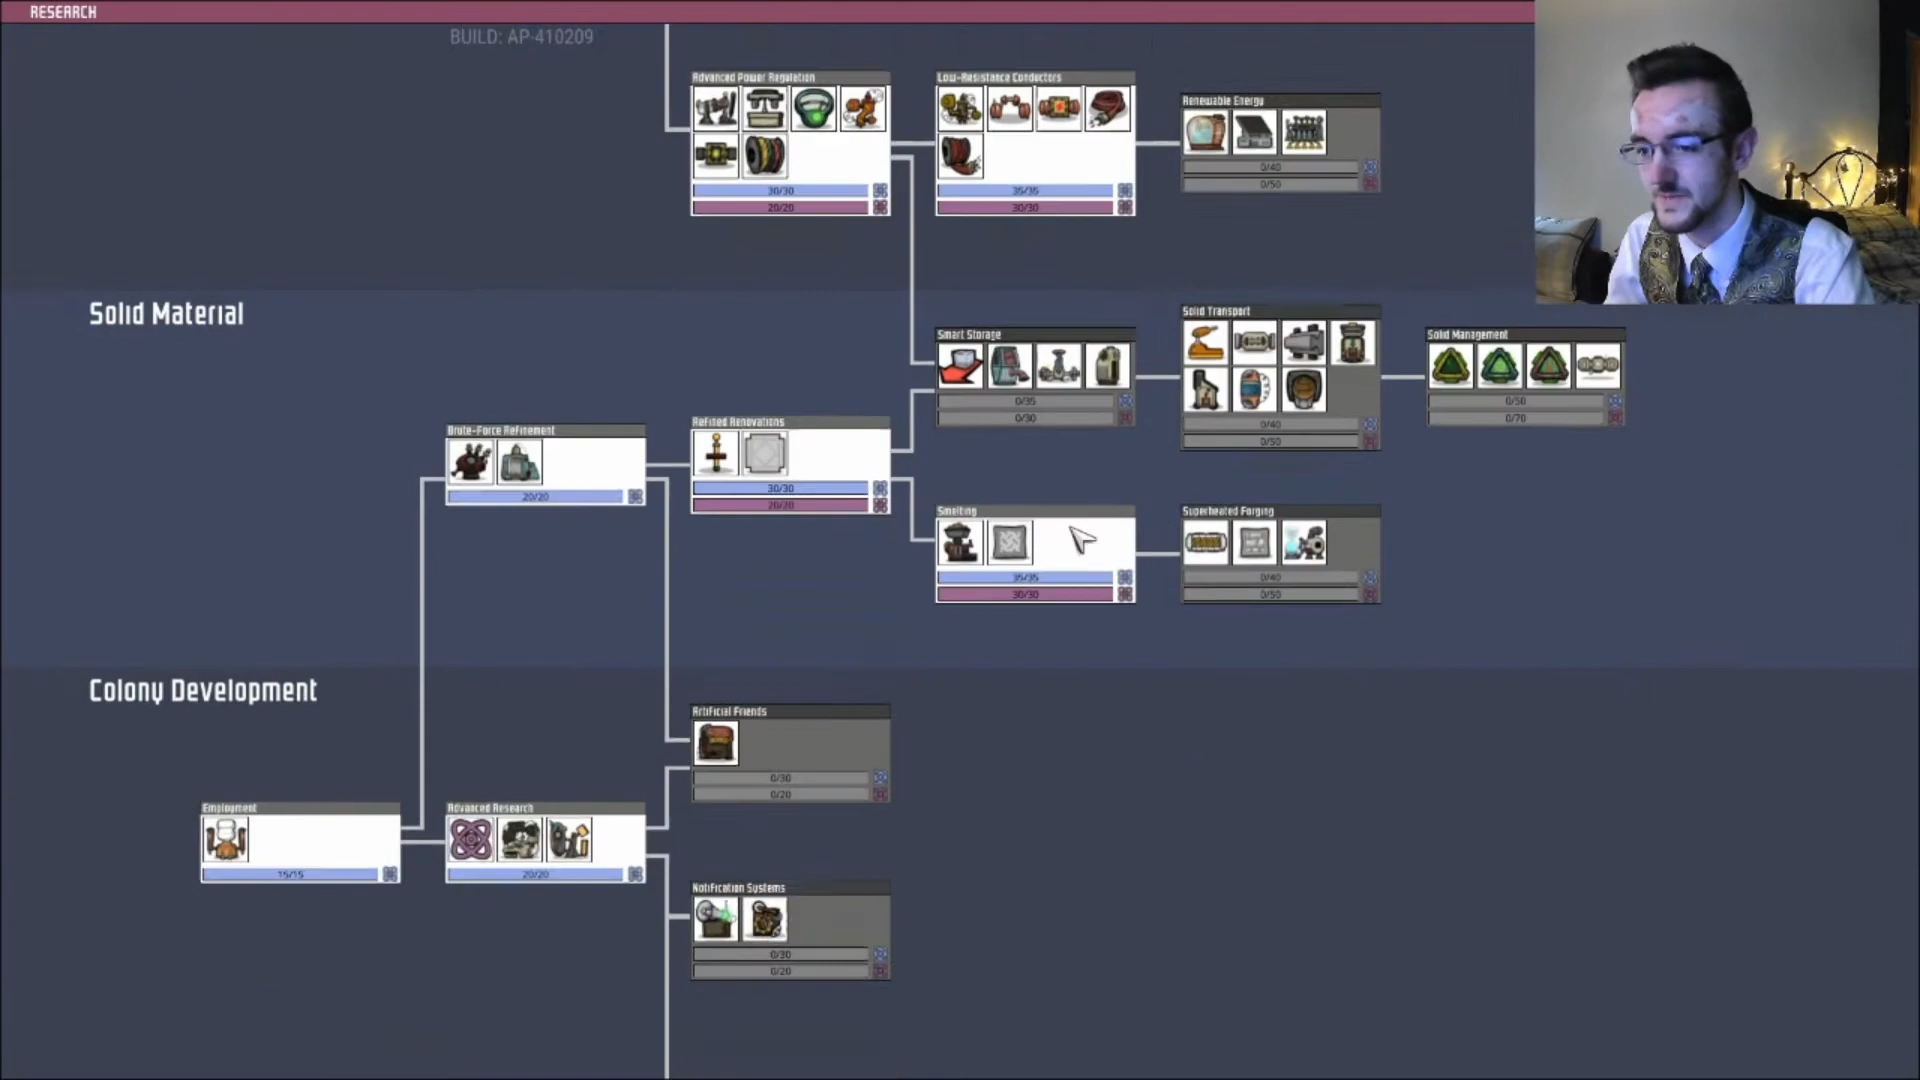 RESEARCH
BUILD: AP-410209
Advanced Power Regulation
30/30
20/20
Low-Resistance Conductors
35/35
30/30
Renewable Energy
0/40
0/50
Solid Material
Smart Storage
0/35
0/30
Solid Transport
0/40
0/50
Solid Management
0/50
0/70
Brute-Force Refinement
20/20
Refined Renovations
30/30
20/20
Smelting
35/35
30/30
Superheated Forging
0/40
0/50
Colony Development
Artificial Friends
0/30
0/20
Employment
15/15
Advanced Research
20/20
Notification Systems
0/30
0/20